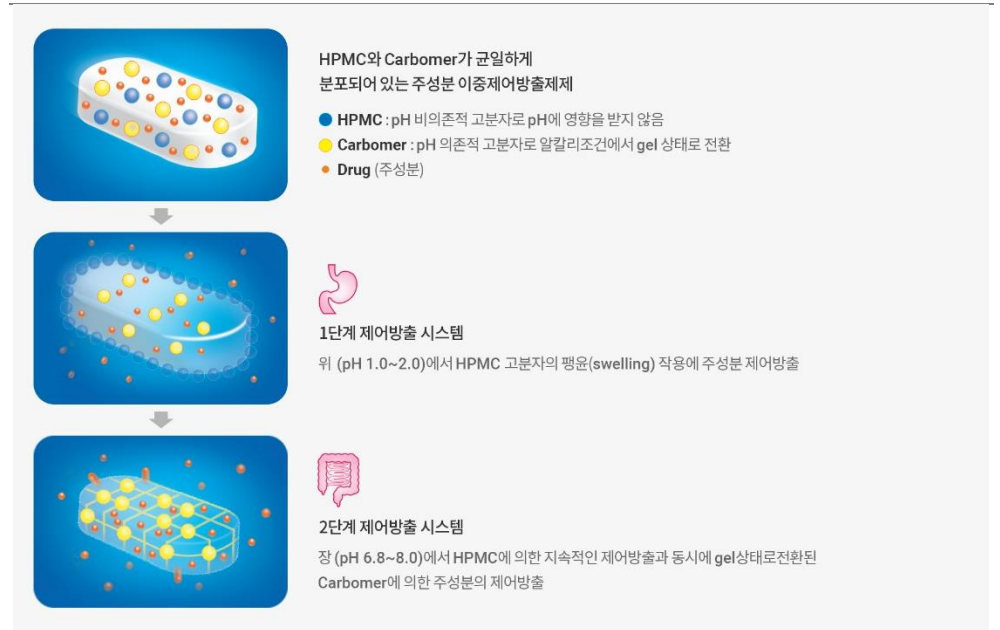 HPMC와 Carbomer가 균일하게
분포되어 있는 주성분 이중제어방출제제
HPMC : pH 비의존적 고분자로 pH에 영향을 받지 않음
Carbomer : pH 의존적 고분자로 알칼리조건에서 gel 상태로 전환
Drug (주성분)
1단계 제어방출 시스템
위 (pH 1.0~2.0)에서 HPMC 고분자의 팽윤(swelling) 작용에 주성분 제어방출
2단계 제어방출 시스템
장 (pH 6.8~8.0)에서 HPMC에 의한 지속적인 제어방출과 동시에 gel상태로전환된
Carbomer에 의한 주성분의 제어방출